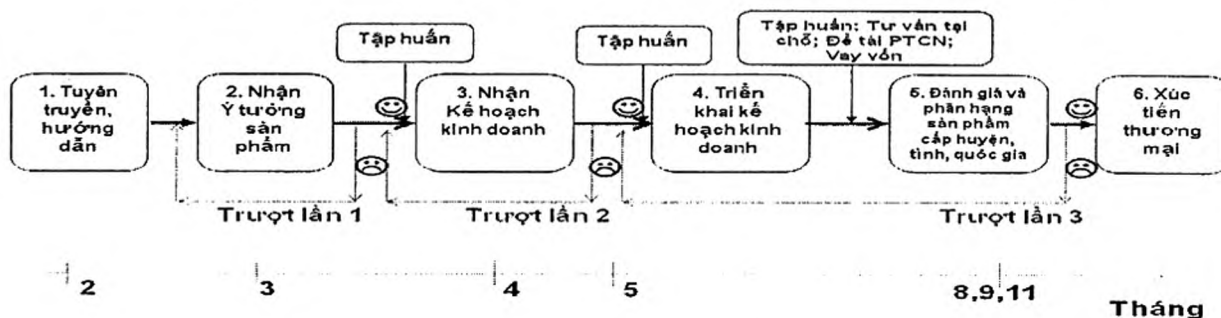 Tập huấn
Tập huấn
Tập huấn; Tư vấn tại
chỗ; Đề tài PTCN;
Vay vốn
1. Tuyên
truyền,
hướng
dẫn
2. Nhận
Ý tưởng
sản
phẩm
3. Nhận
Kế hoạch
kinh doanh
4. Triển
khai kế
hoạch kinh
doanh
5. Đánh giá và
phân hạng
sản phẩm
cấp huyện,
tỉnh, quốc gia
6. Xúc
tiến
thương
mại
Trượt lần 1
Trượt lần 2
Trượt lần 3
2
3
4
5
8,9,11
Tháng